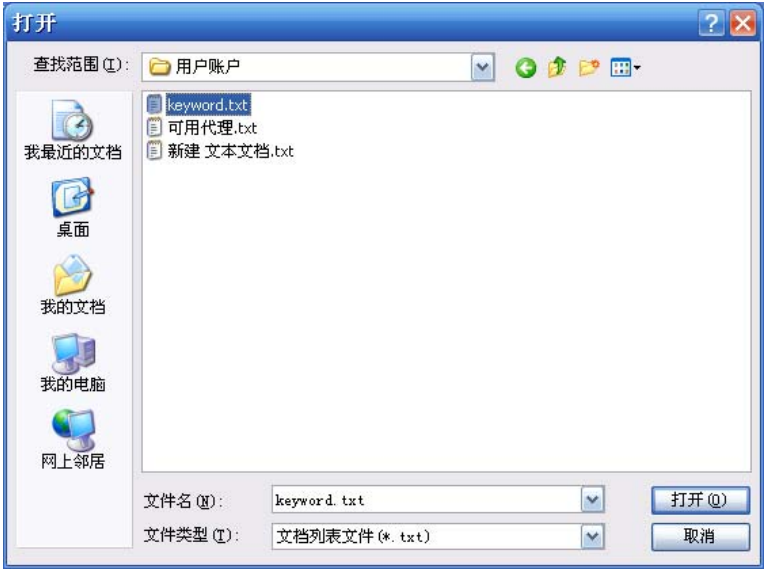 打开
查找范围(I):
用户账户
keyword.txt
可用代理.txt
新建 文本文档.txt
我最近的文档
桌面
我的文档
我的电脑
网上邻居
文件名(N):
keyword.txt
打开(O)
文件类型(T):
文档列表文件(*.txt)
取消